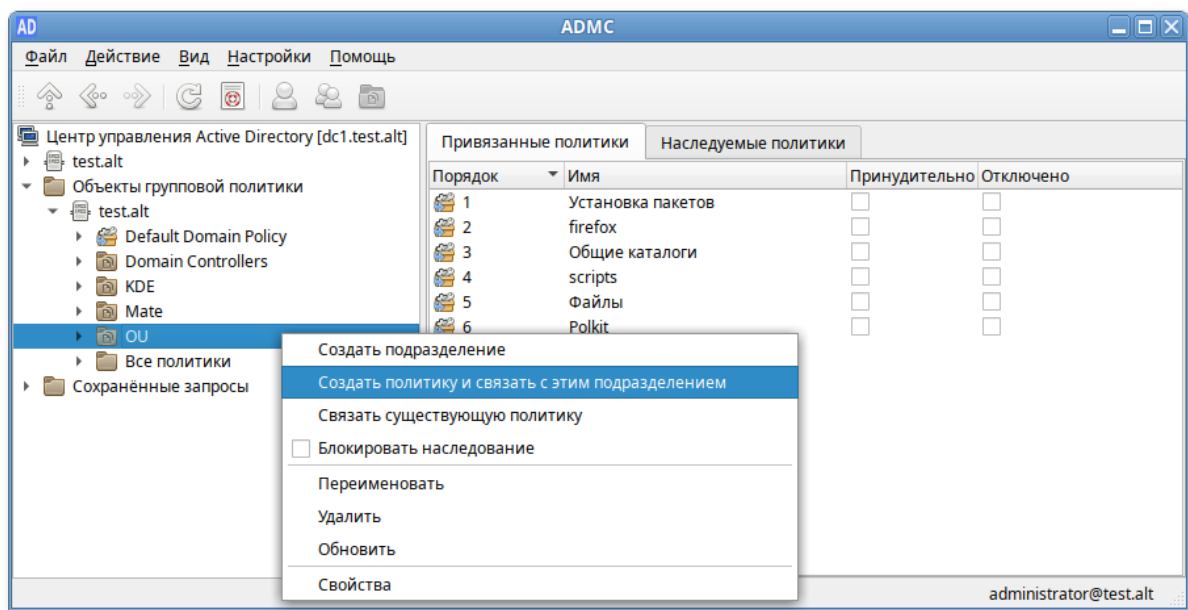 AD ADMC
Файл Действие Вид Настройки Помощь
Центр управления Active Directory [dc1.test.alt]
test.alt
Объекты групповой политики
test.alt
Default Domain Policy
Domain Controllers
KDE
Mate
OU
Все политики
Сохранённые запросы
Привязанные политики Наследуемые политики
Порядок Имя Принудительно Отключено
1 Установка пакетов
2 firefox
3 Общие каталоги
4 scripts
5 Файлы
6 Polkit
Создать подразделение
Создать политику и связать с этим подразделением
Связать существующую политику
Блокировать наследование
Переименовать
Удалить
Обновить
Свойства
administrator@test.alt